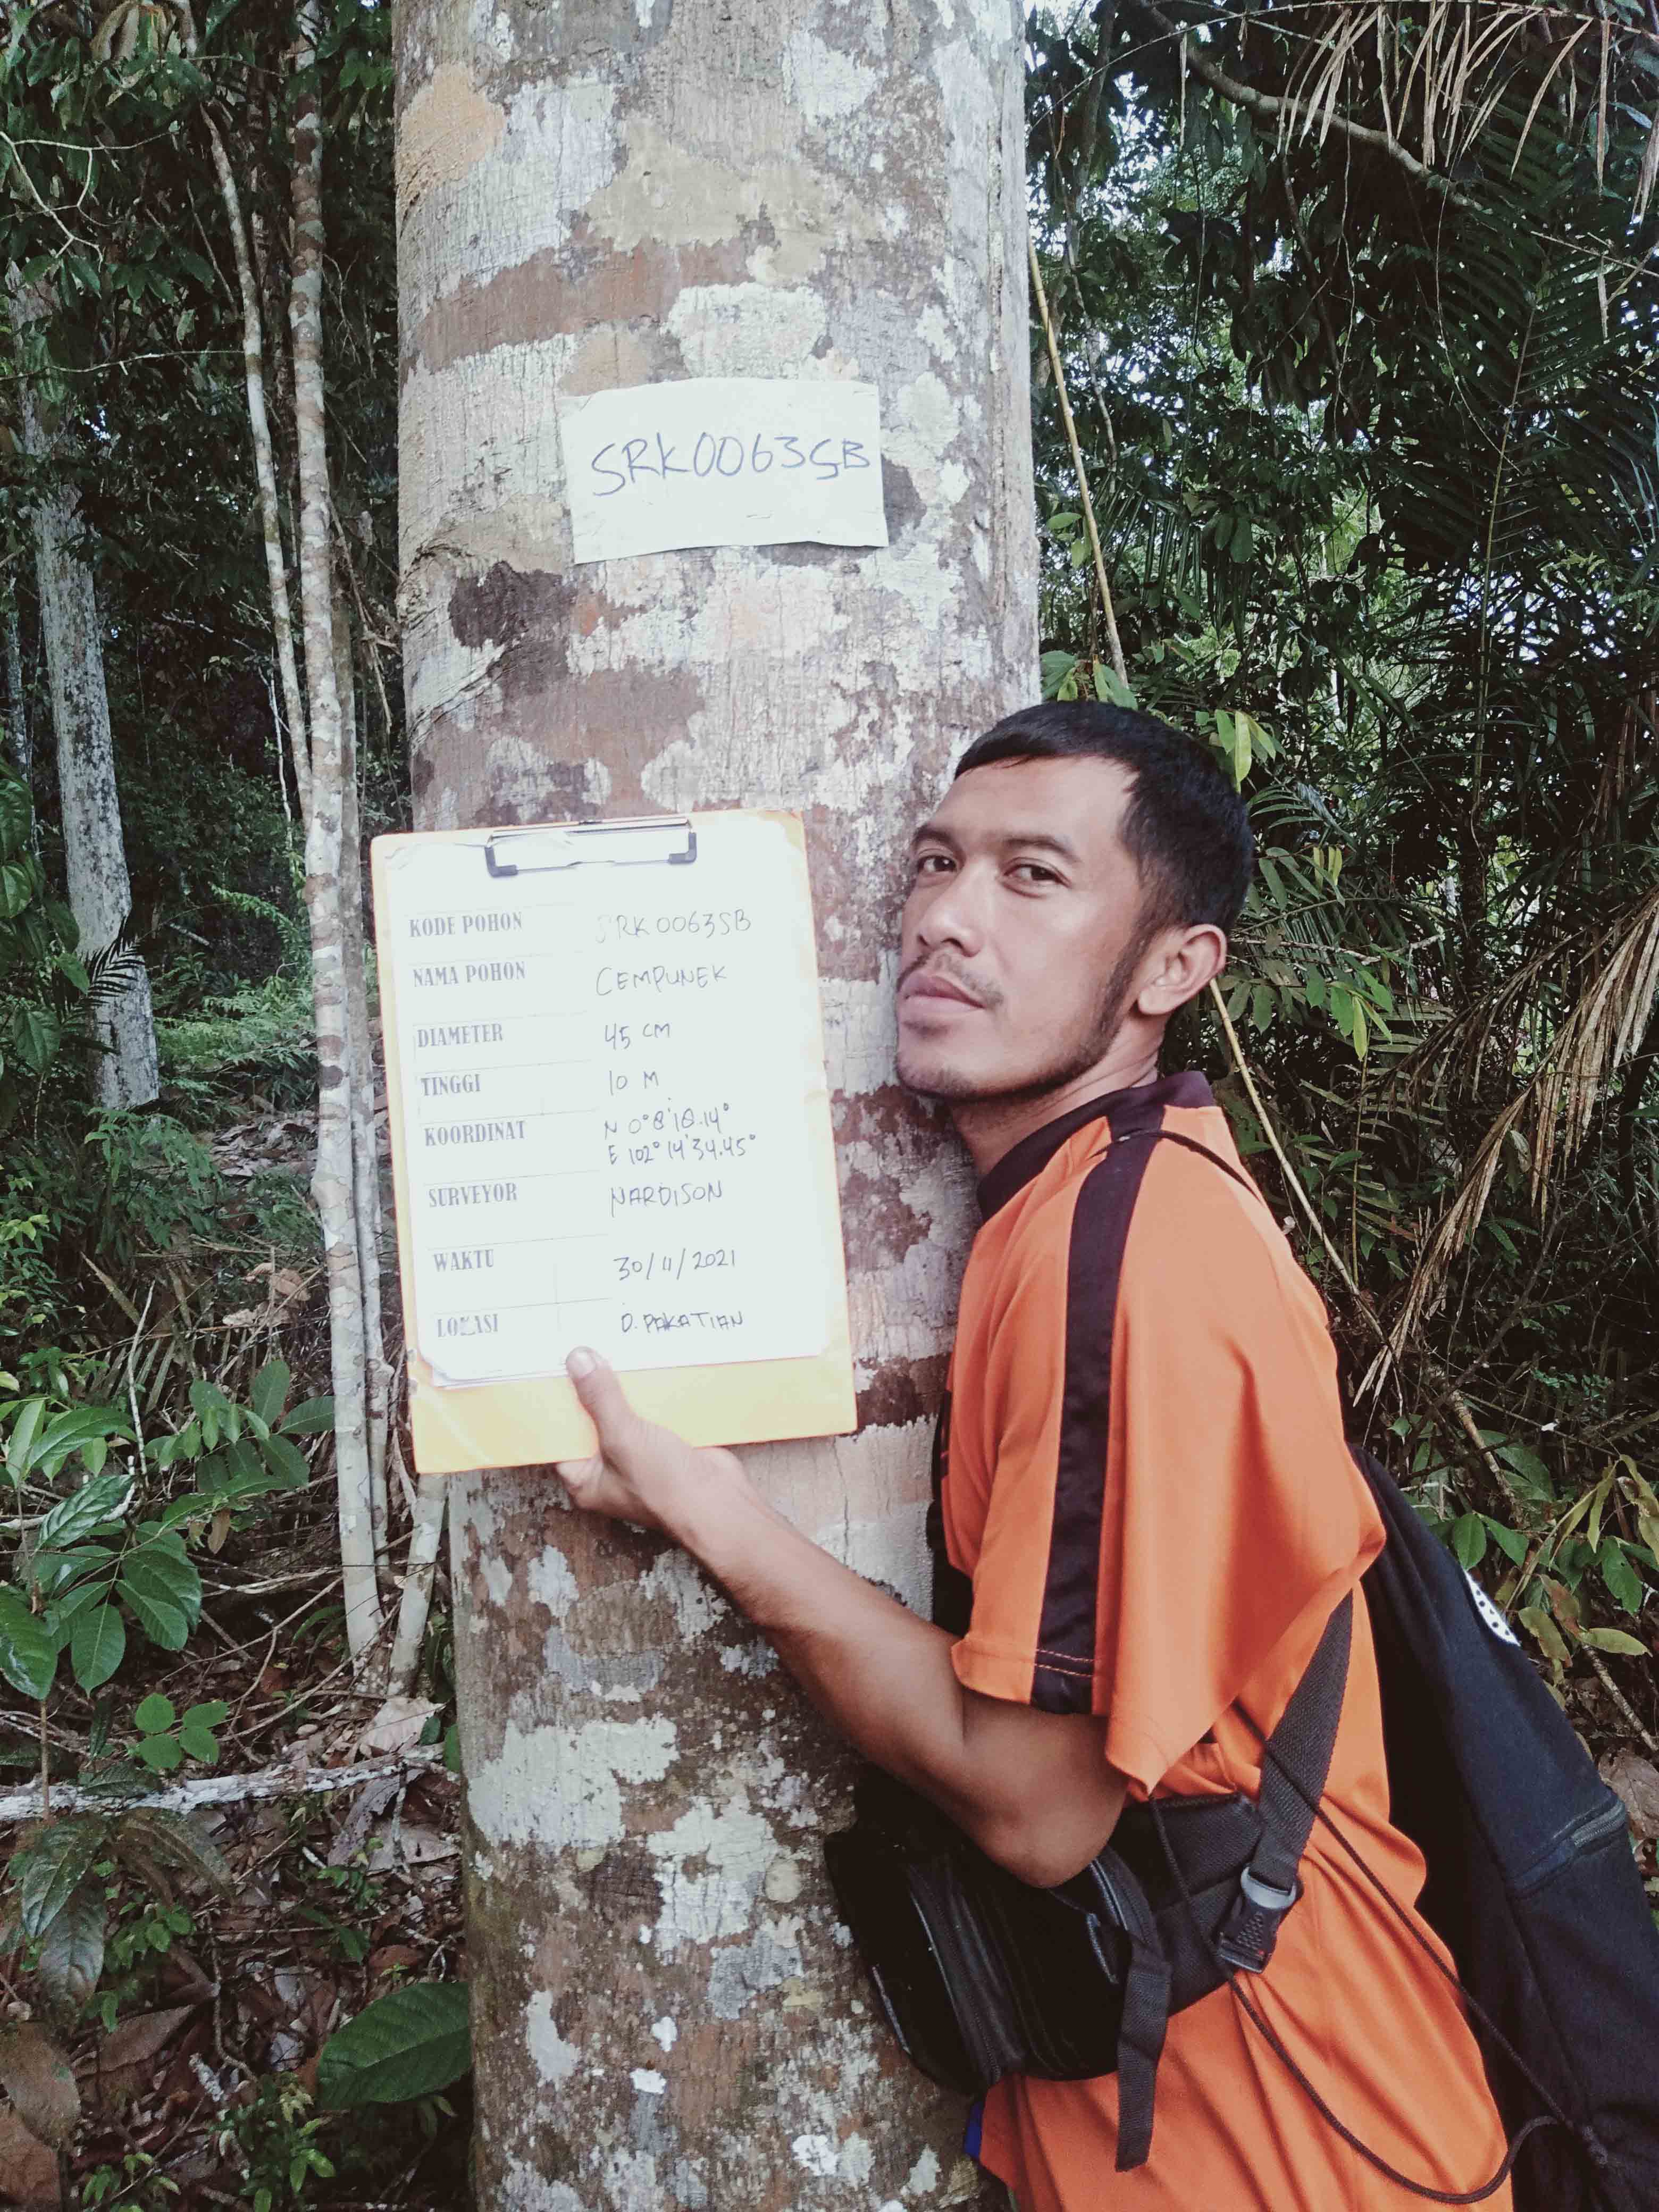 SRK0063SB
KODE POHON SRK0063SB
NAMA POHON CEMPUNEK
DIAMETER 45 CM
TINGGI 10 M
KOORDINAT N 0°8'18.14°
E 102°14'34.45°
SURVEYOR NARDISON
WAKTU 30/11/2021
LOKASI D. PAKATIAN